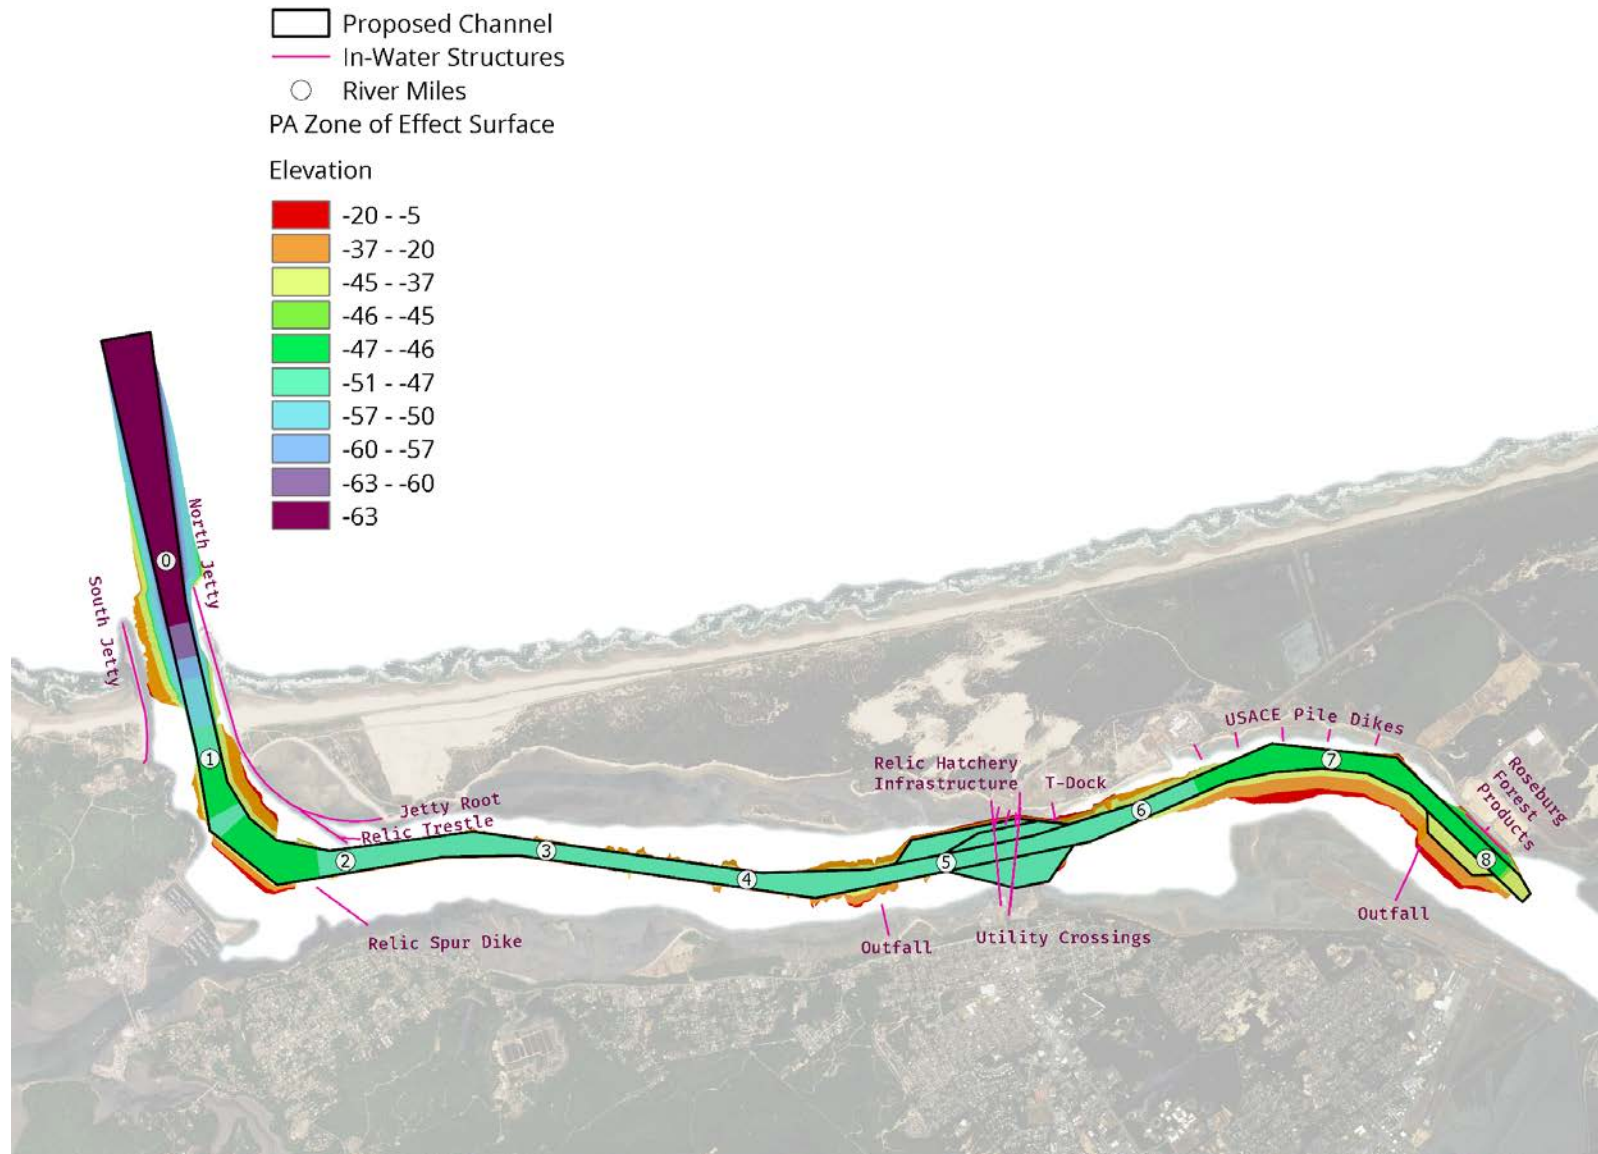 Proposed Channel
In-Water Structures
River Miles
PA Zone of Effect Surface
Elevation
-20 - -5
-37 - -20
-45 - -37
-46 - -45
-47 - -46
-51 - -47
-57 - -50
-60 - -57
-63 - -60
-63
North Jetty
0
South Jetty
1
USACE Pile Dikes
7
Relic Hatchery
Infrastructure
T-Dock
Roseburg
Forest
Products
Jetty Root
Relic Trestle
6
2
3
4
5
8
Relic Spur Dike
Outfall
Utility Crossings
Outfall